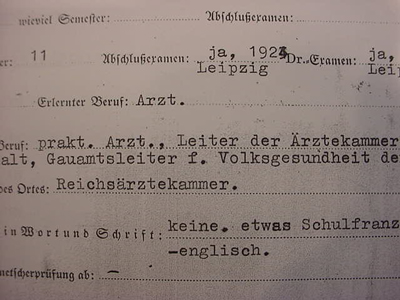 wieviel Semester: Abschlußexamen:
er: 11 Abschlußexamen: ja, 1923 Dr.-Examen: ja,
Leipzig Leip
Erlernter Beruf: Arzt.
Beruf: prakt. Arzt., Leiter der Ärztekammer
alt, Gauamtsleiter f. Volksgesundheit de
des Ortes: Reichsärztekammer.
in Wort und Schrift: keine. etwas Schulfranz
-englisch.
metscherprüfung ab: —